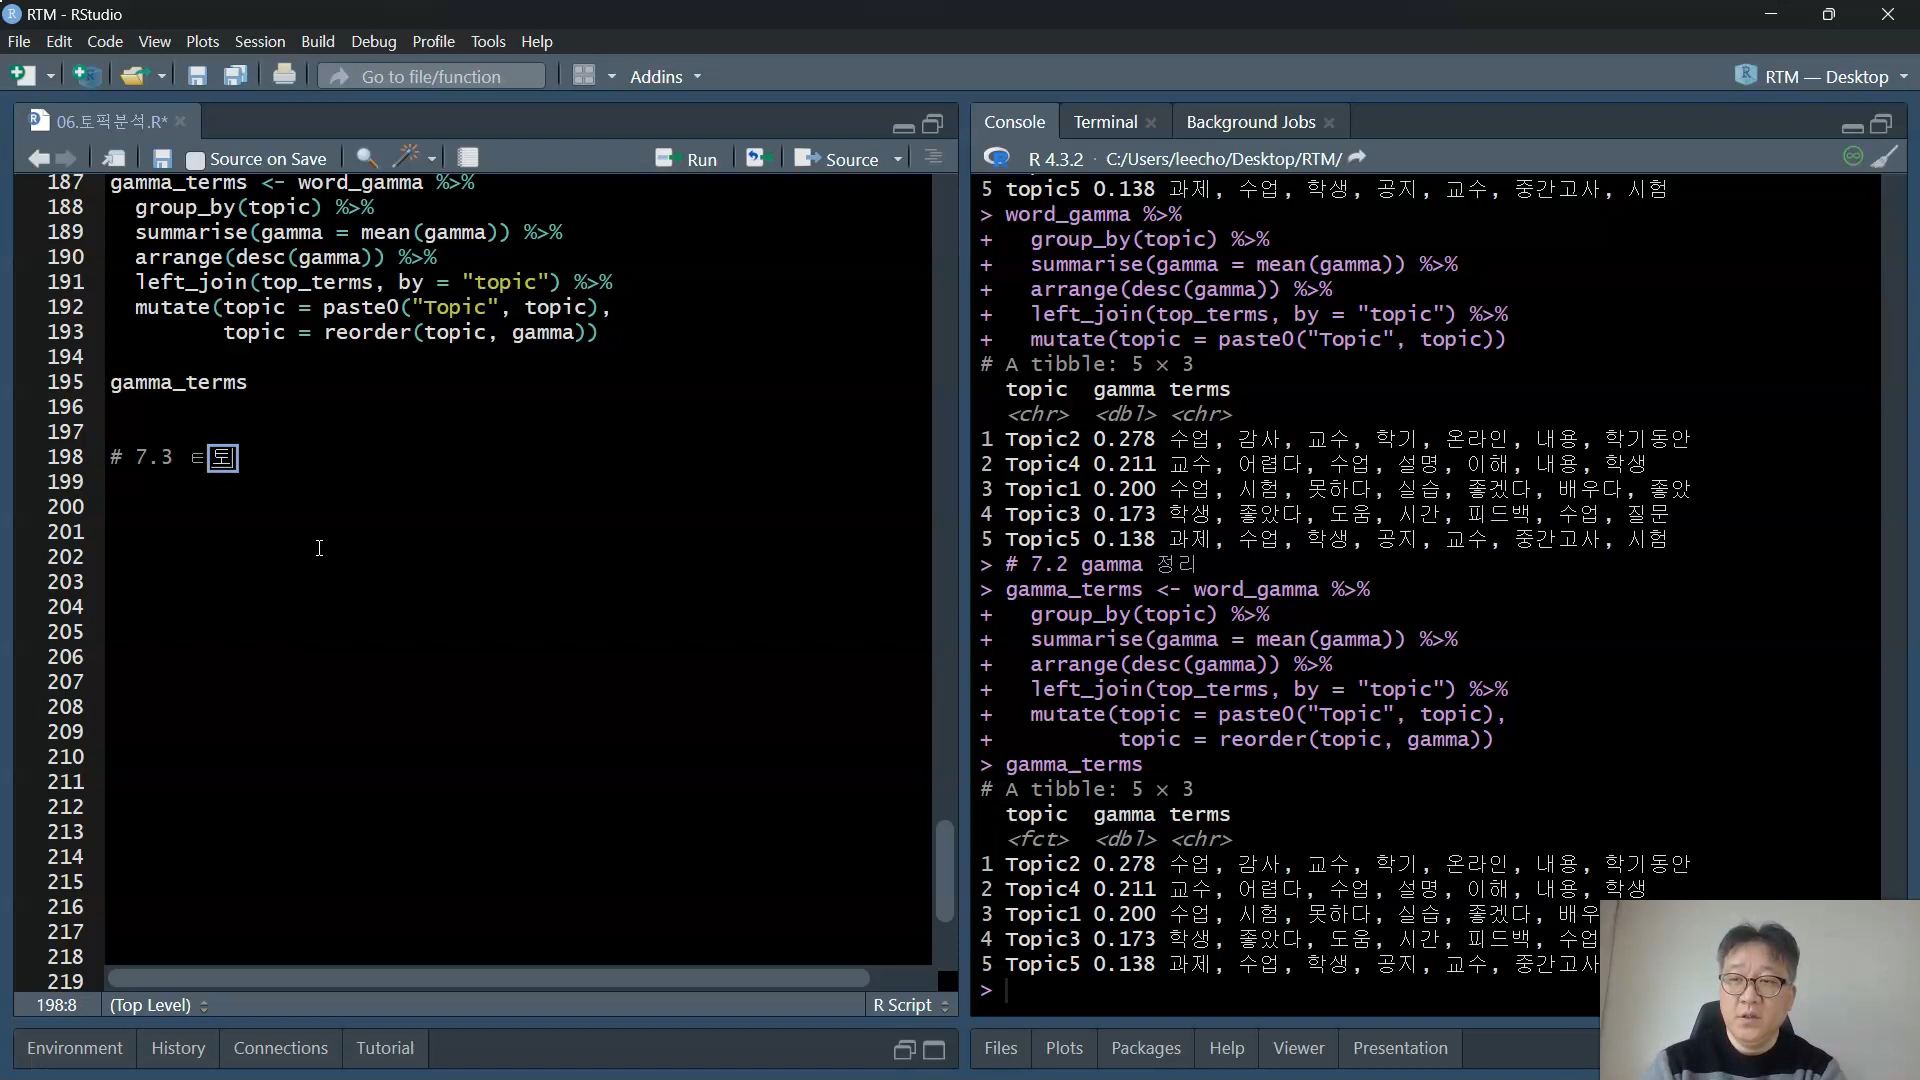 RTM - RStudio
File Edit Code View Plots Session Build Debug Profile Tools Help
Go to file/function
Addins
RTM — Desktop
06.토픽분석.R*
Source on Save
Run
Source
187 gamma_terms <- word_gamma %>%
188 group_by(topic) %>%
189 summarise(gamma = mean(gamma)) %>%
190 arrange(desc(gamma)) %>%
191 left_join(top_terms, by = "topic") %>%
192 mutate(topic = paste0("Topic", topic),
193 topic = reorder(topic, gamma))
194
195 gamma_terms
196
197
198 # 7.3 ㅌ토
199
200
201
202
203
204
205
206
207
208
209
210
211
212
213
214
215
216
217
218
219
198:8 (Top Level) R Script
Environment History Connections Tutorial
Console Terminal Background Jobs
R 4.3.2 · C:/Users/leecho/Desktop/RTM/
5 topic5 0.138 과제, 수업, 학생, 공지, 교수, 중간고사, 시험
> word_gamma %>%
+ group_by(topic) %>%
+ summarise(gamma = mean(gamma)) %>%
+ arrange(desc(gamma)) %>%
+ left_join(top_terms, by = "topic") %>%
+ mutate(topic = paste0("Topic", topic))
# A tibble: 5 × 3
topic gamma terms
<chr> <dbl> <chr>
1 Topic2 0.278 수업, 감사, 교수, 학기, 온라인, 내용, 학기동안
2 Topic4 0.211 교수, 어렵다, 수업, 설명, 이해, 내용, 학생
3 Topic1 0.200 수업, 시험, 못하다, 실습, 좋겠다, 배우다, 좋았
4 Topic3 0.173 학생, 좋았다, 도움, 시간, 피드백, 수업, 질문
5 Topic5 0.138 과제, 수업, 학생, 공지, 교수, 중간고사, 시험
> # 7.2 gamma 정리
> gamma_terms <- word_gamma %>%
+ group_by(topic) %>%
+ summarise(gamma = mean(gamma)) %>%
+ arrange(desc(gamma)) %>%
+ left_join(top_terms, by = "topic") %>%
+ mutate(topic = paste0("Topic", topic),
+ topic = reorder(topic, gamma))
> gamma_terms
# A tibble: 5 × 3
topic gamma terms
<fct> <dbl> <chr>
1 Topic2 0.278 수업, 감사, 교수, 학기, 온라인, 내용, 학기동안
2 Topic4 0.211 교수, 어렵다, 수업, 설명, 이해, 내용, 학생
3 Topic1 0.200 수업, 시험, 못하다, 실습, 좋겠다, 배우
4 Topic3 0.173 학생, 좋았다, 도움, 시간, 피드백, 수업
5 Topic5 0.138 과제, 수업, 학생, 공지, 교수, 중간고사
>
Files Plots Packages Help Viewer Presentation